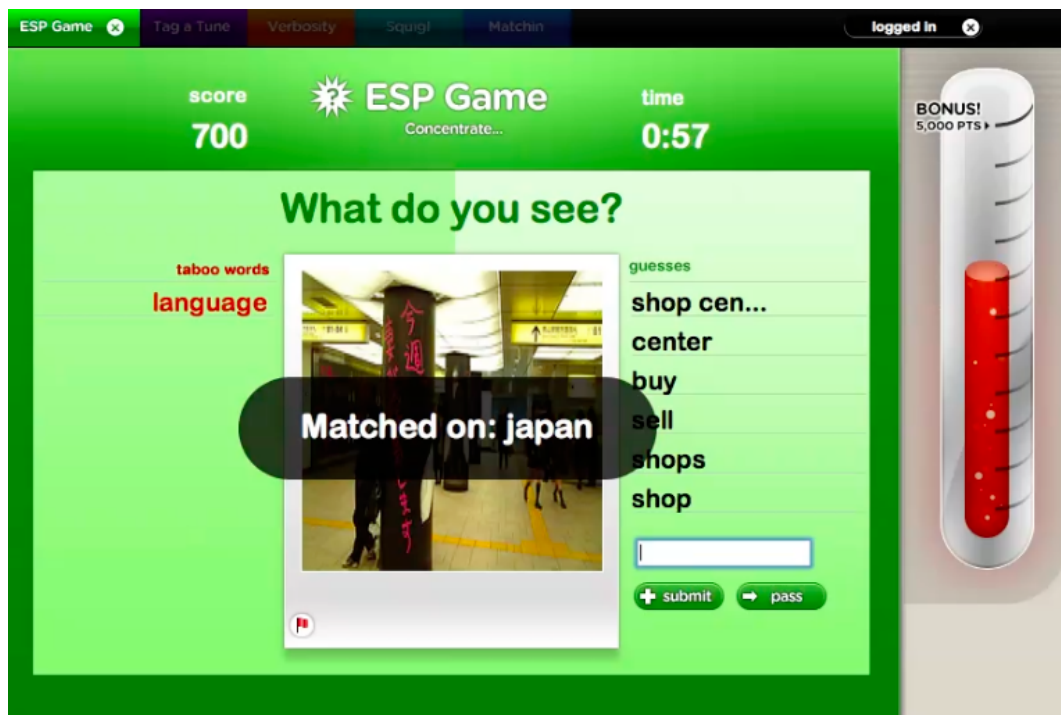 ESP Game
Tag a Tune
Verbosity
Squigl
Matchin
logged in
score
700
ESP Game
Concentrate...
time
0:57
BONUS!
5,000 PTS
What do you see?
taboo words
language
guesses
shop cen...
center
buy
sell
shops
shop
今週
Matched on: japan
submit
pass